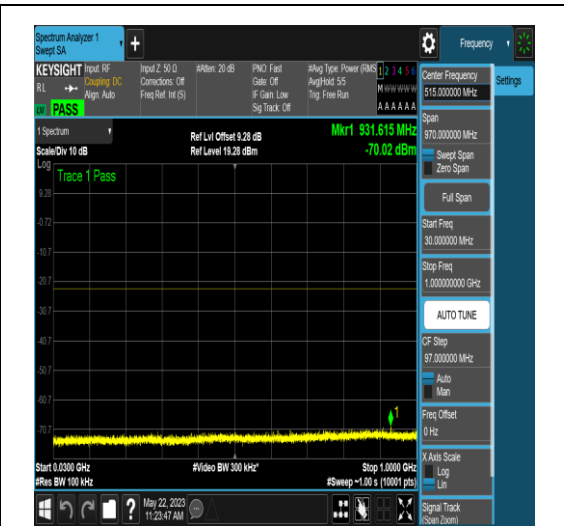 Spectrum Analyzer 1
Swept SA
Frequency
KEYSIGHT
RL
PASS
Input: RF
Coupling: DC
Align: Auto
Input Z: 50 Ω
Corrections: Off
Freq Ref: Int (S)
#Atten: 20 dB
PNO: Fast
Gate: Off
IF Gain: Low
Sig Track: Off
#Avg Type: Power (RMS
Avg|Hold: 5/5
Trig: Free Run
1 2 3 4 5 6
M W W W W W
A A A A A A
1 Spectrum
Scale/Div 10 dB
Ref Lvl Offset 9.28 dB
Ref Level 19.28 dBm
Mkr1 931.615 MHz
-70.02 dBm
Log
Trace 1 Pass
9.28
-0.72
-10.7
-20.7
-30.7
-40.7
-50.7
-60.7
-70.7
1
Start 0.0300 GHz
#Res BW 100 kHz
#Video BW 300 kHz*
Stop 1.0000 GHz
#Sweep ~1.00 s (10001 pts)
?
May 22, 2023
11:23:47 AM
Center Frequency
515.000000 MHz
Settings
Span
970.000000 MHz
Swept Span
Zero Span
Full Span
Start Freq
30.000000 MHz
Stop Freq
1.000000000 GHz
AUTO TUNE
CF Step
97.000000 MHz
Auto
Man
Freq Offset
0 Hz
X Axis Scale
Log
Lin
Signal Track
(Span Zoom)